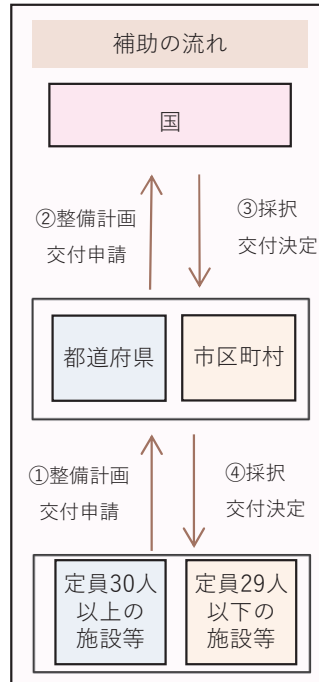 補助の流れ
国
②整備計画
交付申請
③採択
交付決定
都道府県
市区町村
①整備計画
交付申請
④採択
交付決定
定員30人
以上の
施設等
定員29人
以下の
施設等